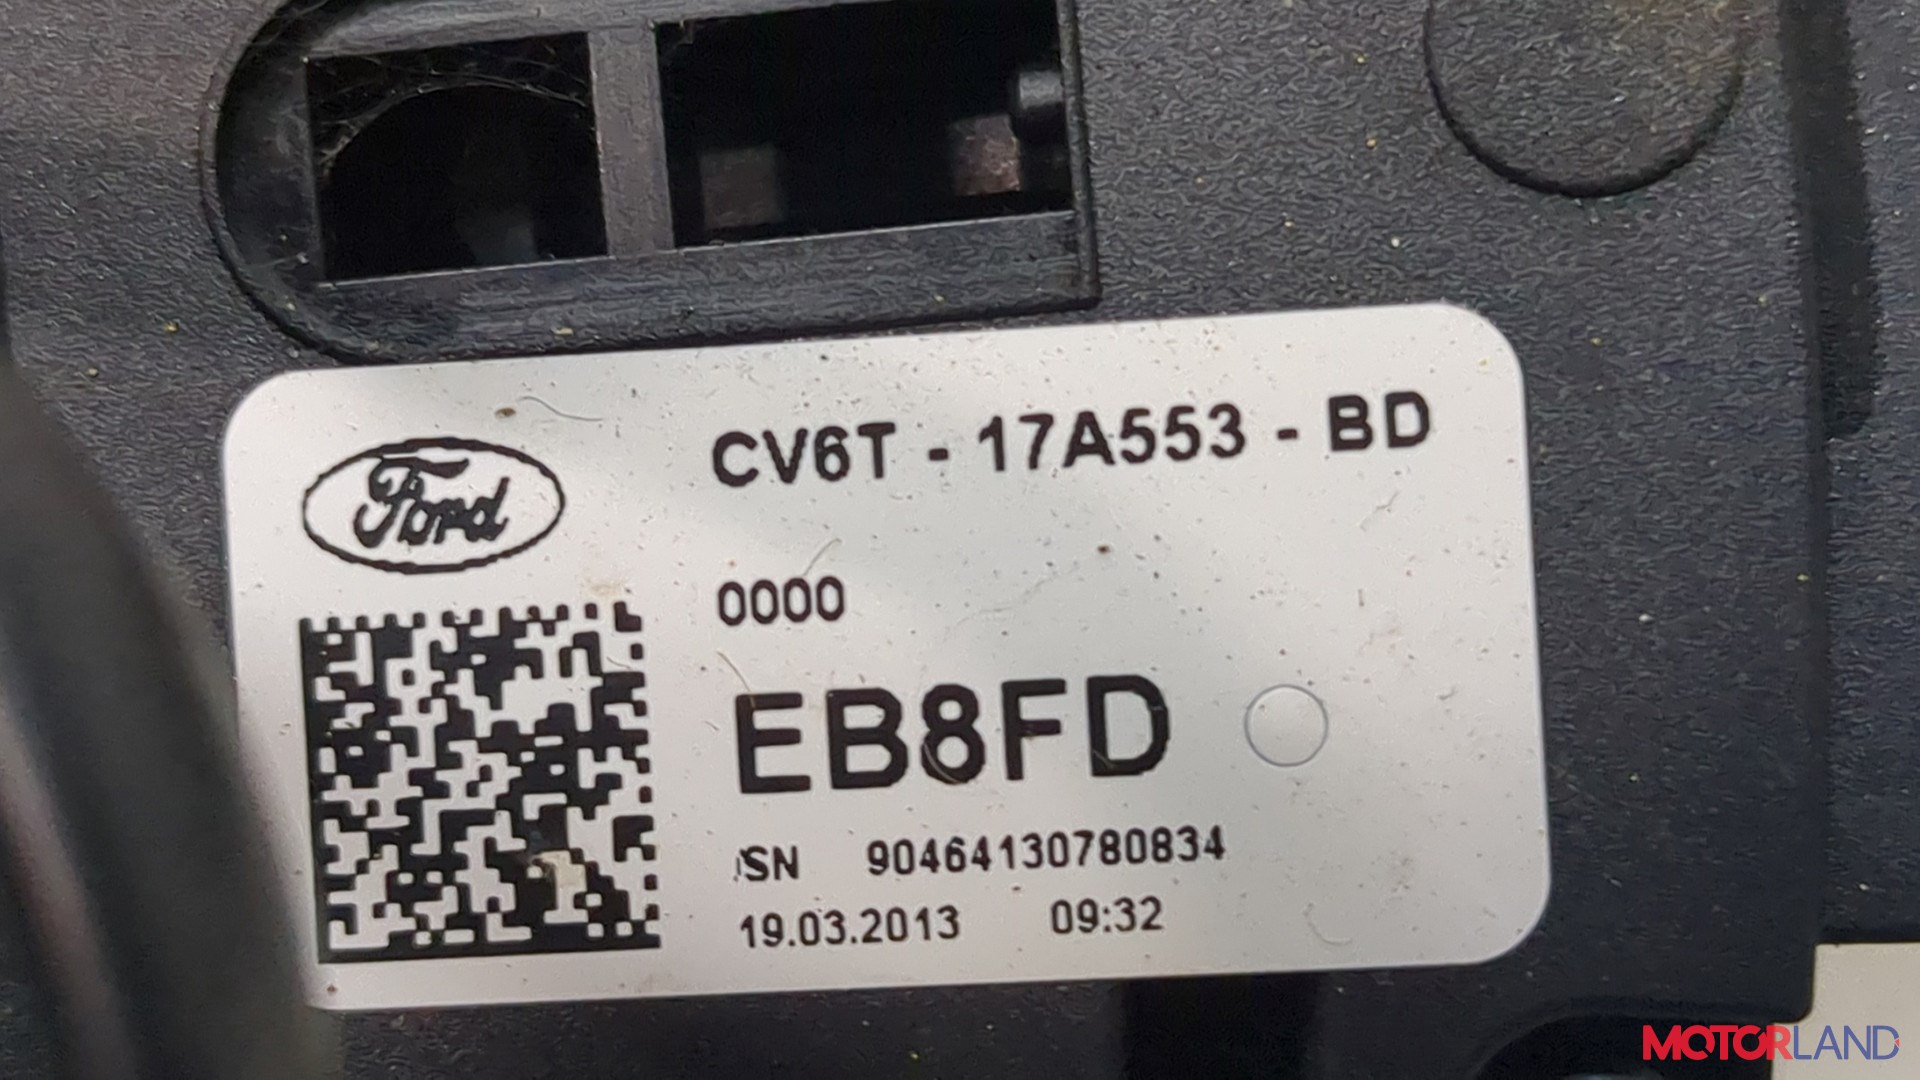 Ford
CV6T - 17A553 - BD
0000
EB8FD
SN 90464130780834
19.03.2013 09:32
MOTORLAND